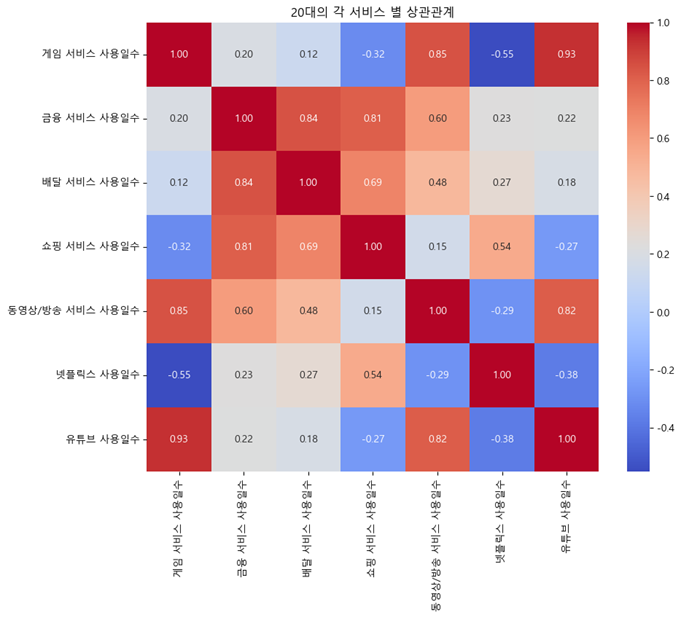 20대의 각 서비스 별 상관관계
게임 서비스 사용일수 1.00 0.20 0.12 -0.32 0.85 -0.55 0.93
금융 서비스 사용일수 0.20 1.00 0.84 0.81 0.60 0.23 0.22
배달 서비스 사용일수 0.12 0.84 1.00 0.69 0.48 0.27 0.18
쇼핑 서비스 사용일수 -0.32 0.81 0.69 1.00 0.15 0.54 -0.27
동영상/방송 서비스 사용일수 0.85 0.60 0.48 0.15 1.00 -0.29 0.82
넷플릭스 사용일수 -0.55 0.23 0.27 0.54 -0.29 1.00 -0.38
유튜브 사용일수 0.93 0.22 0.18 -0.27 0.82 -0.38 1.00
게임 서비스 사용일수
금융 서비스 사용일수
배달 서비스 사용일수
쇼핑 서비스 사용일수
동영상/방송 서비스 사용일수
넷플릭스 사용일수
유튜브 사용일수
1.0
0.8
0.6
0.4
0.2
0.0
-0.2
-0.4